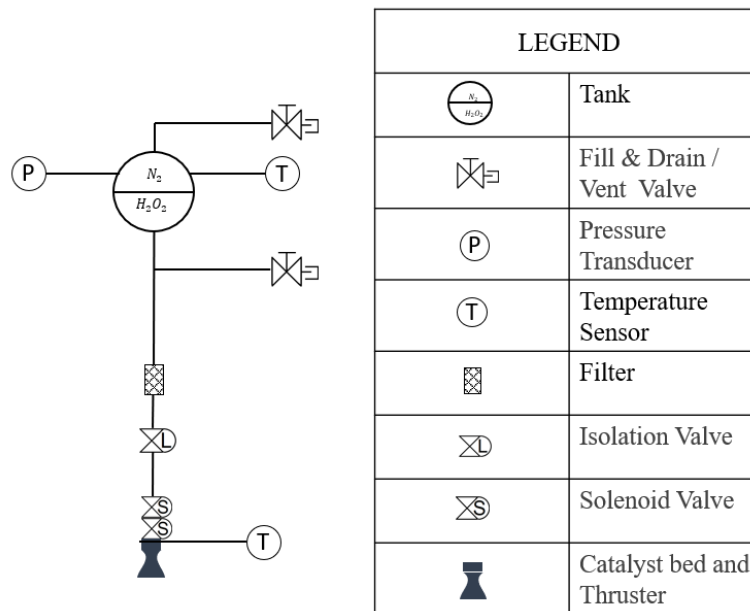 P
N₂
H₂O₂
T
L
S
S
T
LEGEND
N₂
H₂O₂
Tank
Fill & Drain /
Vent Valve
P
Pressure
Transducer
T
Temperature
Sensor
Filter
L
Isolation Valve
S
Solenoid Valve
Catalyst bed and
Thruster